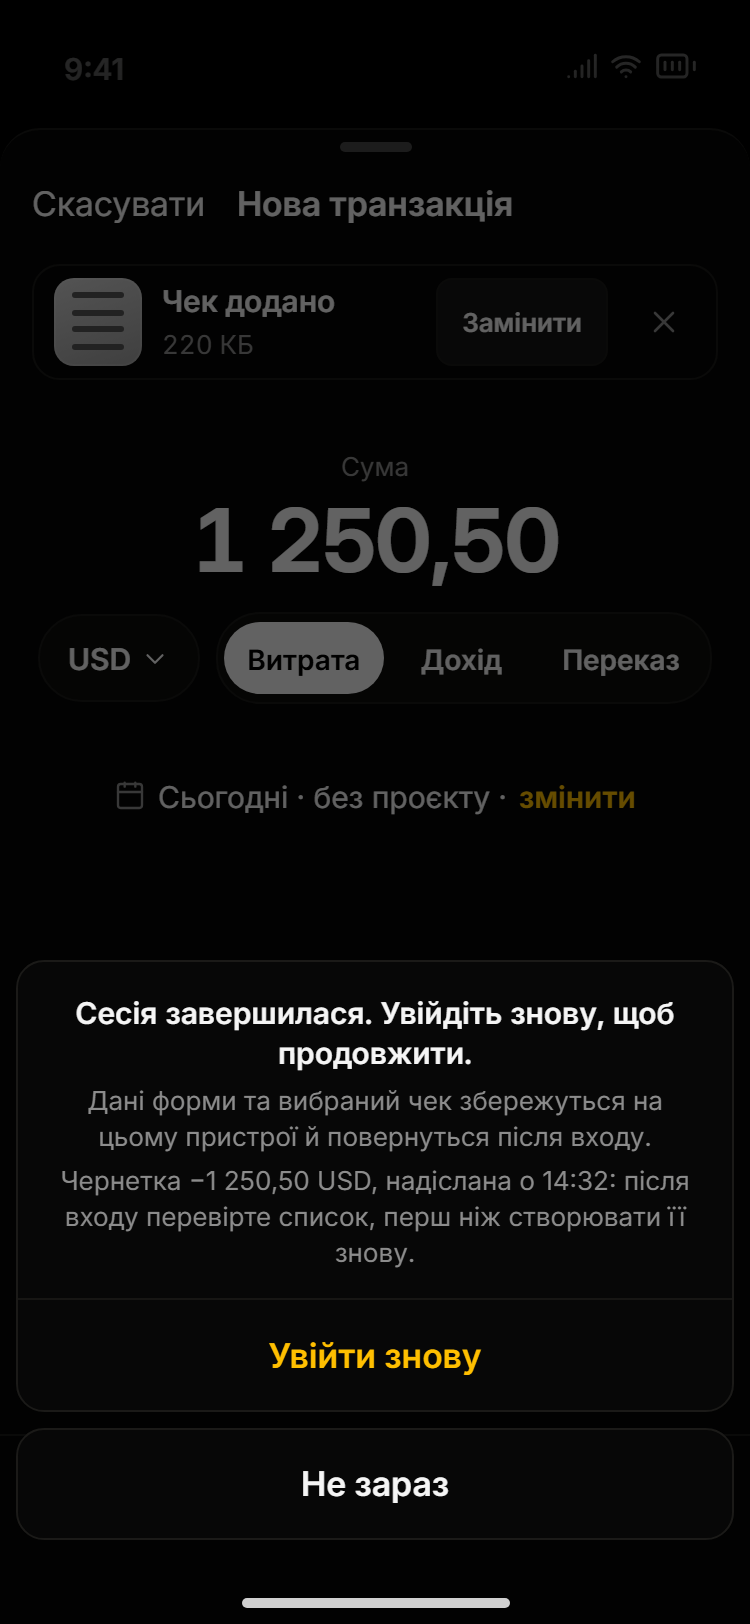 9:41
Скасувати Нова транзакція
Чек додано
220 КБ
Замінити
Сума
1 250,50
USD Витрата Дохід Переказ
Сьогодні · без проєкту · змінити
Сесія завершилася. Увійдіть знову, щоб
продовжити.
Дані форми та вибраний чек збережуться на
цьому пристрої й повернуться після входу.
Чернетка −1 250,50 USD, надіслана о 14:32: після
входу перевірте список, перш ніж створювати її
знову.
Увійти знову
Не зараз